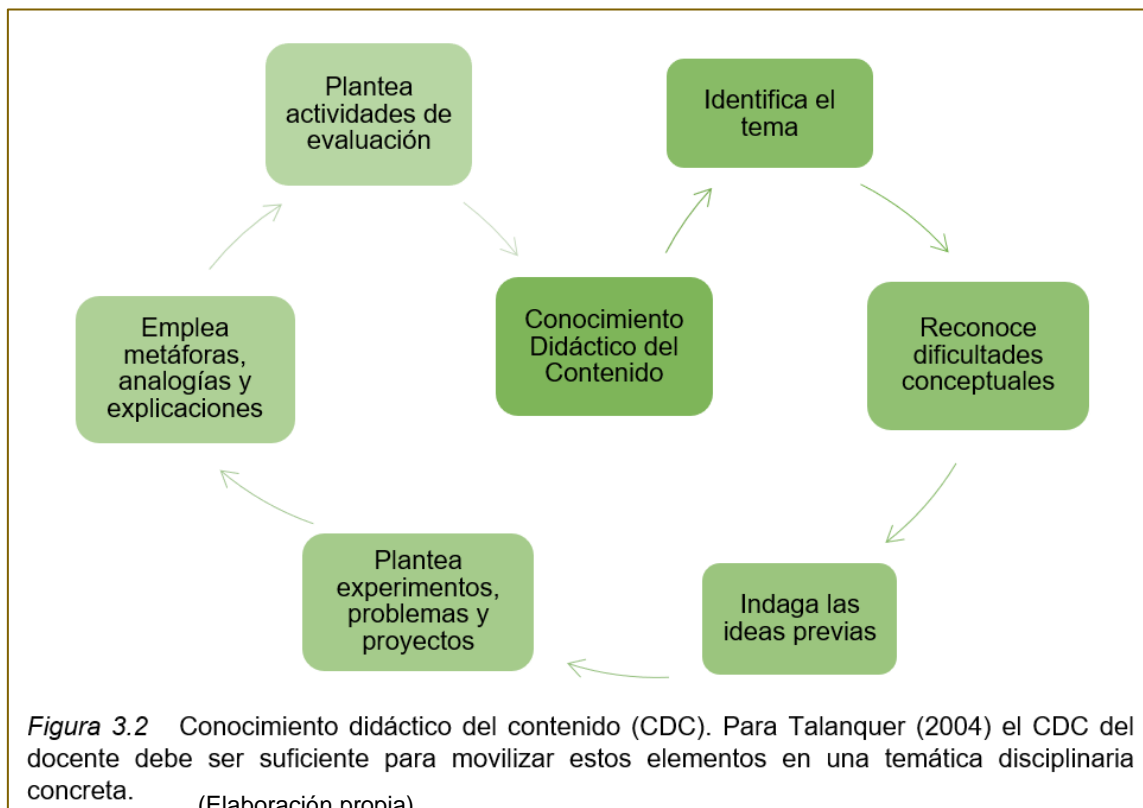 Plantea
actividades de
evaluación
Identifica el
tema
Emplea
metáforas,
analogías y
explicaciones
Conocimiento
Didáctico del
Contenido
Reconoce
dificultades
conceptuales
Plantea
experimentos,
problemas y
proyectos
Indaga las
ideas previas
Figura 3.2 Conocimiento didáctico del contenido (CDC). Para Talanquer (2004) el CDC del
docente debe ser suficiente para movilizar estos elementos en una temática disciplinaria
concreta.
(Elaboración propia)